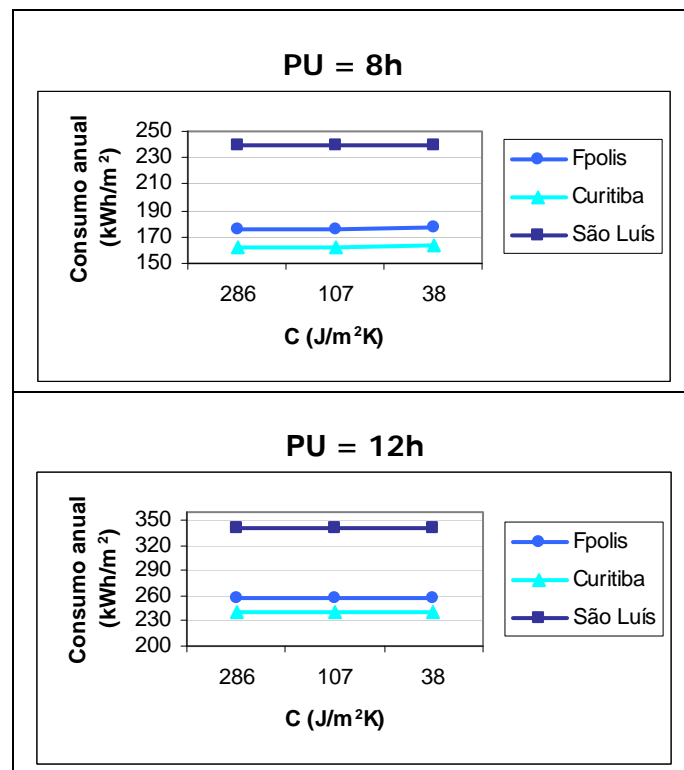 PU = 8h
Consumo anual
(kWh/m²)
250
230
210
190
170
150
286 107 38
C (J/m²K)
Fpolis
Curitiba
São Luís
PU = 12h
Consumo anual
(kWh/m²)
350
320
290
260
230
200
286 107 38
C (J/m²K)
Fpolis
Curitiba
São Luís